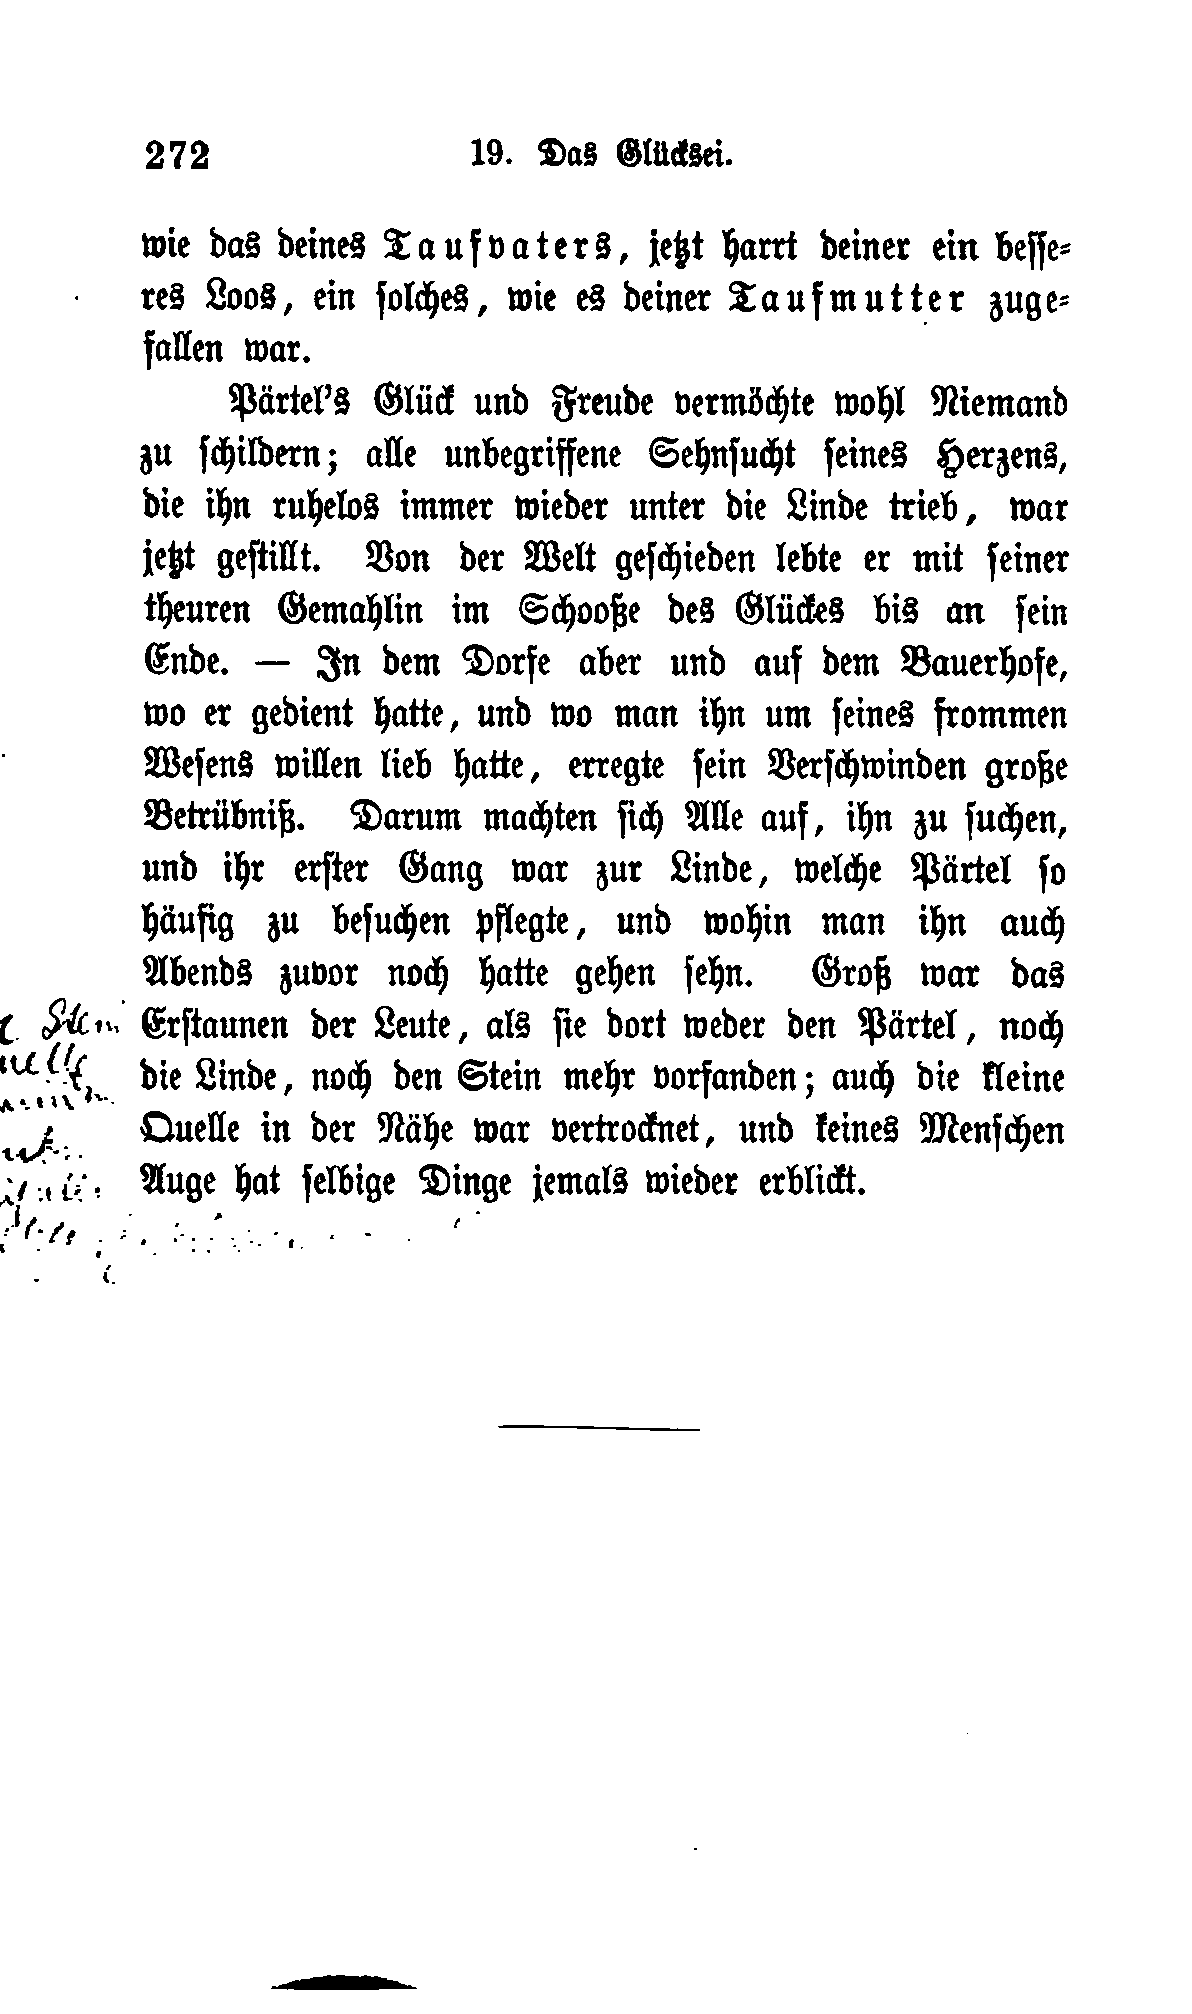 272 19. Das Glücksei.
wie das deines Taufvaters, jetzt harrt deiner ein besse-
res Loos, ein solches, wie es deiner Taufmutter zuge-
fallen war.
Pärtel's Glück und Freude vermöchte wohl Niemand
zu schildern; alle unbegriffene Sehnsucht seines Herzens,
die ihn ruhelos immer wieder unter die Linde trieb, war
jetzt gestillt. Von der Welt geschieden lebte er mit seiner
theuren Gemahlin im Schooße des Glückes bis an sein
Ende. — In dem Dorfe aber und auf dem Bauerhofe,
wo er gedient hatte, und wo man ihn um seines frommen
Wesens willen lieb hatte, erregte sein Verschwinden große
Betrübniß. Darum machten sich Alle auf, ihn zu suchen,
und ihr erster Gang war zur Linde, welche Pärtel so
häufig zu besuchen pflegte, und wohin man ihn auch
Abends zuvor noch hatte gehen sehn. Groß war das
Erstaunen der Leute, als sie dort weder den Pärtel, noch
die Linde, noch den Stein mehr vorfanden; auch die kleine
Quelle in der Nähe war vertrocknet, und keines Menschen
Auge hat selbige Dinge jemals wieder erblickt.